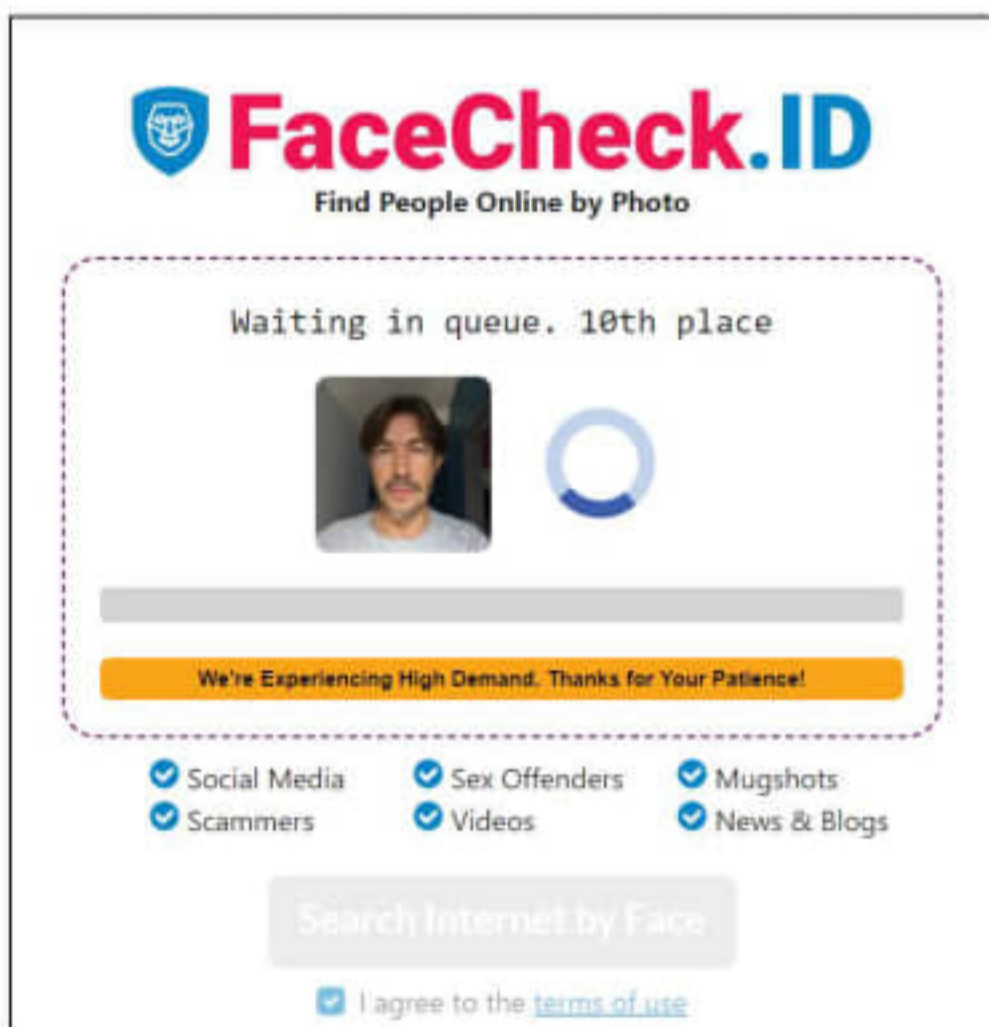 FaceCheck.ID
Find People Online by Photo
Waiting in queue. 10th place
We're Experiencing High Demand. Thanks for Your Patience!
Social Media Sex Offenders Mugshots
Scammers Videos News & Blogs
Search Internet by Face
I agree to the terms of use